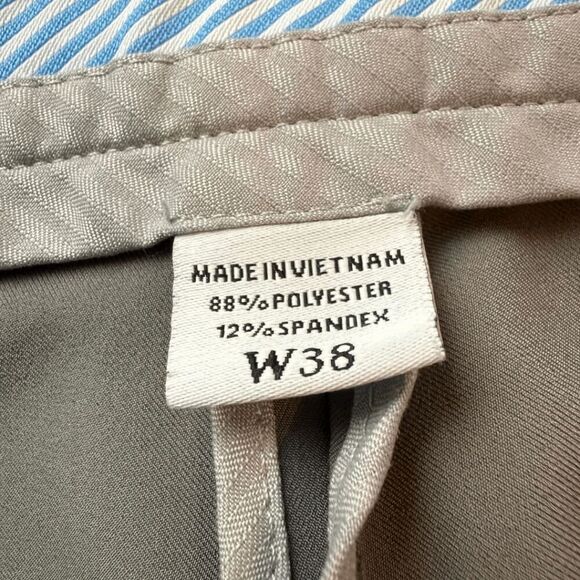 MADE IN VIETNAM
88% POLYESTER
12% SPANDEX
W38